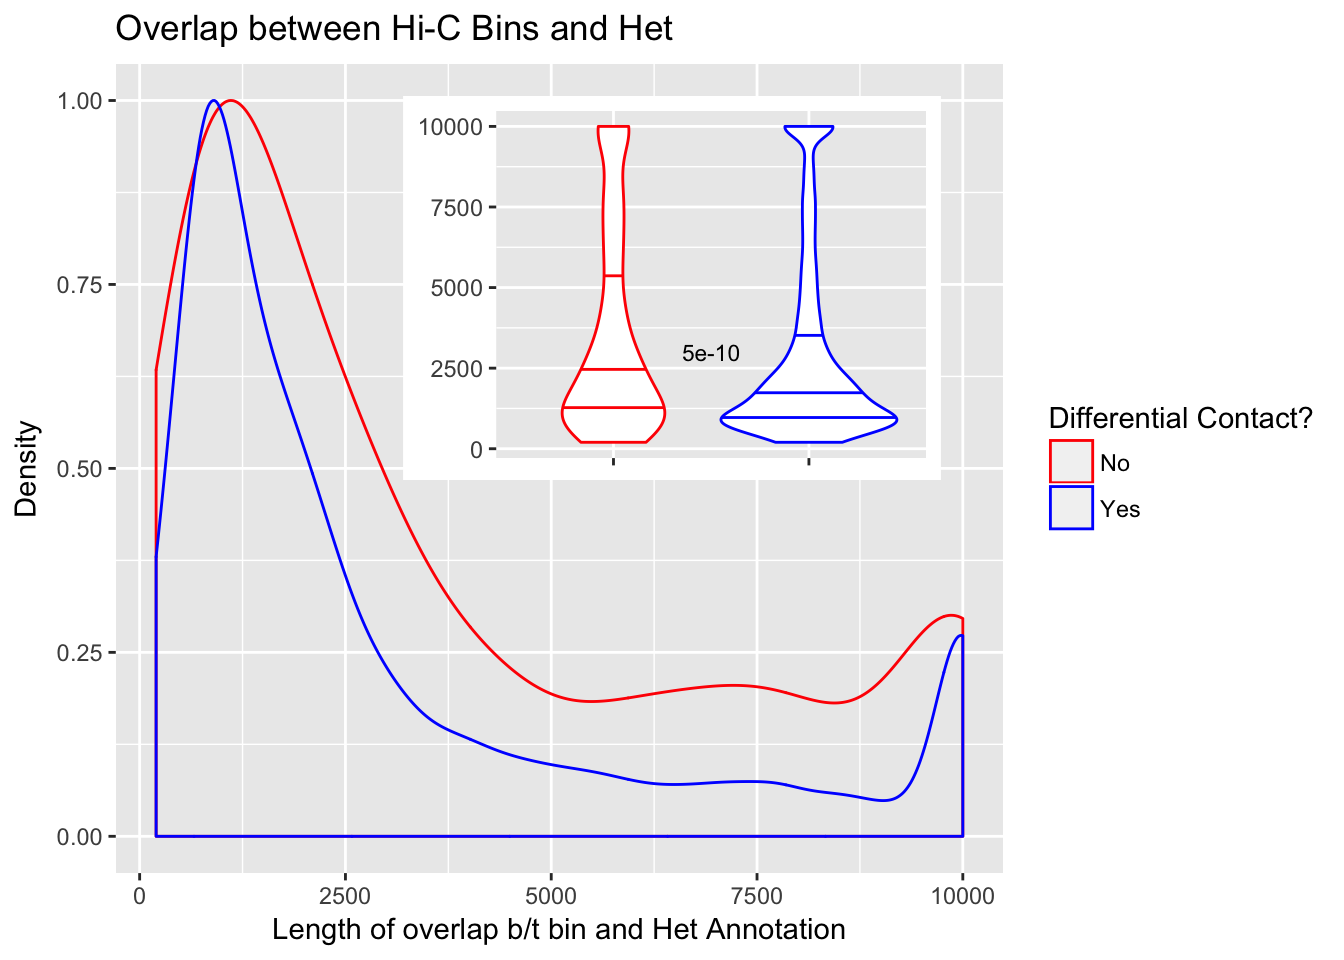 Overlap between Hi-C Bins and Het
1.00
0.75
0.50
0.25
0.00
Density
10000
7500
5000
2500
0
5e-10
Differential Contact?
No
Yes
0 2500 5000 7500 10000
Length of overlap b/t bin and Het Annotation